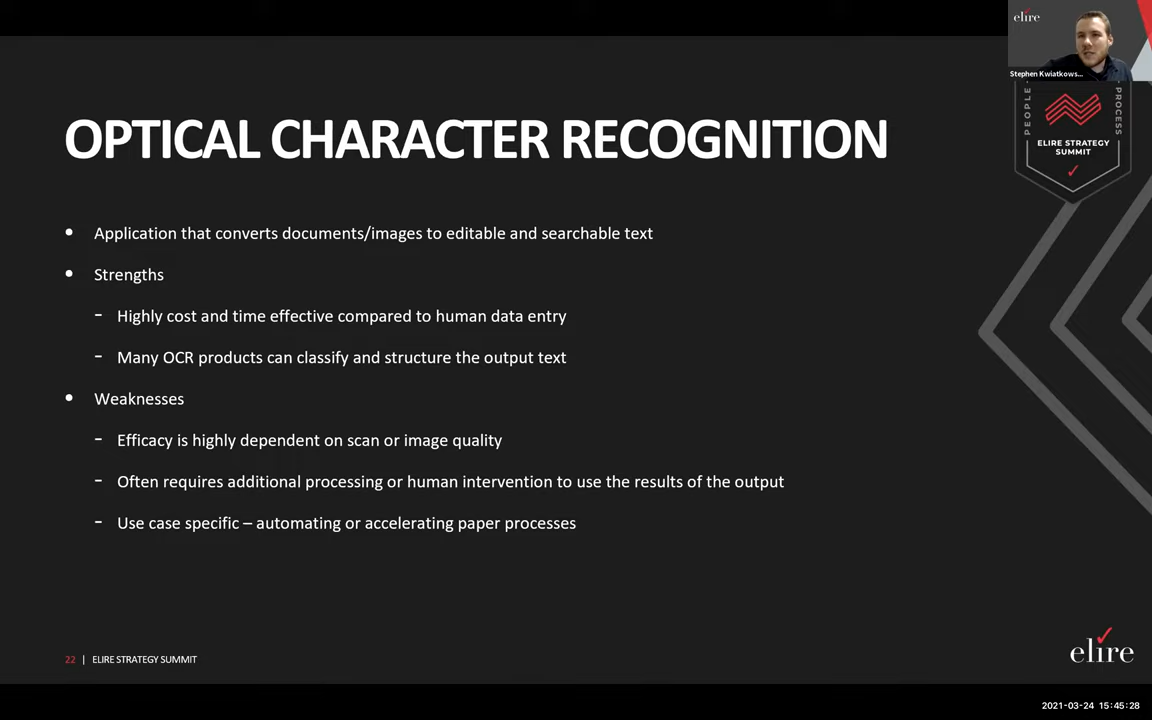 elire
Stephen Kwiatkows...
PEOPLE
PROCESS
ELIRE STRATEGY
SUMMIT
OPTICAL CHARACTER RECOGNITION
• Application that converts documents/images to editable and searchable text
• Strengths
- Highly cost and time effective compared to human data entry
- Many OCR products can classify and structure the output text
• Weaknesses
- Efficacy is highly dependent on scan or image quality
- Often requires additional processing or human intervention to use the results of the output
- Use case specific – automating or accelerating paper processes
22 | ELIRE STRATEGY SUMMIT
elire
2021-03-24 15:45:28